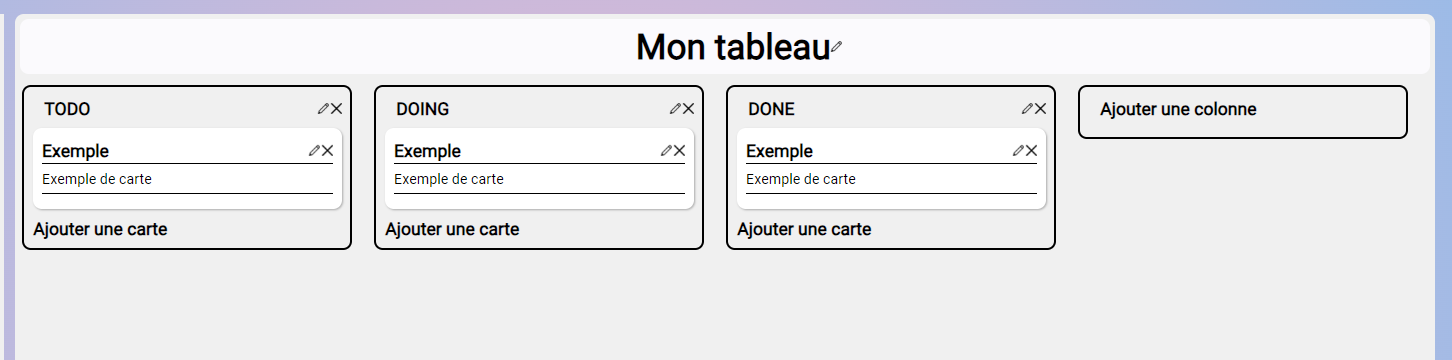 Mon tableau
TODO
Exemple
Exemple de carte
Ajouter une carte
DOING
Exemple
Exemple de carte
Ajouter une carte
DONE
Exemple
Exemple de carte
Ajouter une carte
Ajouter une colonne